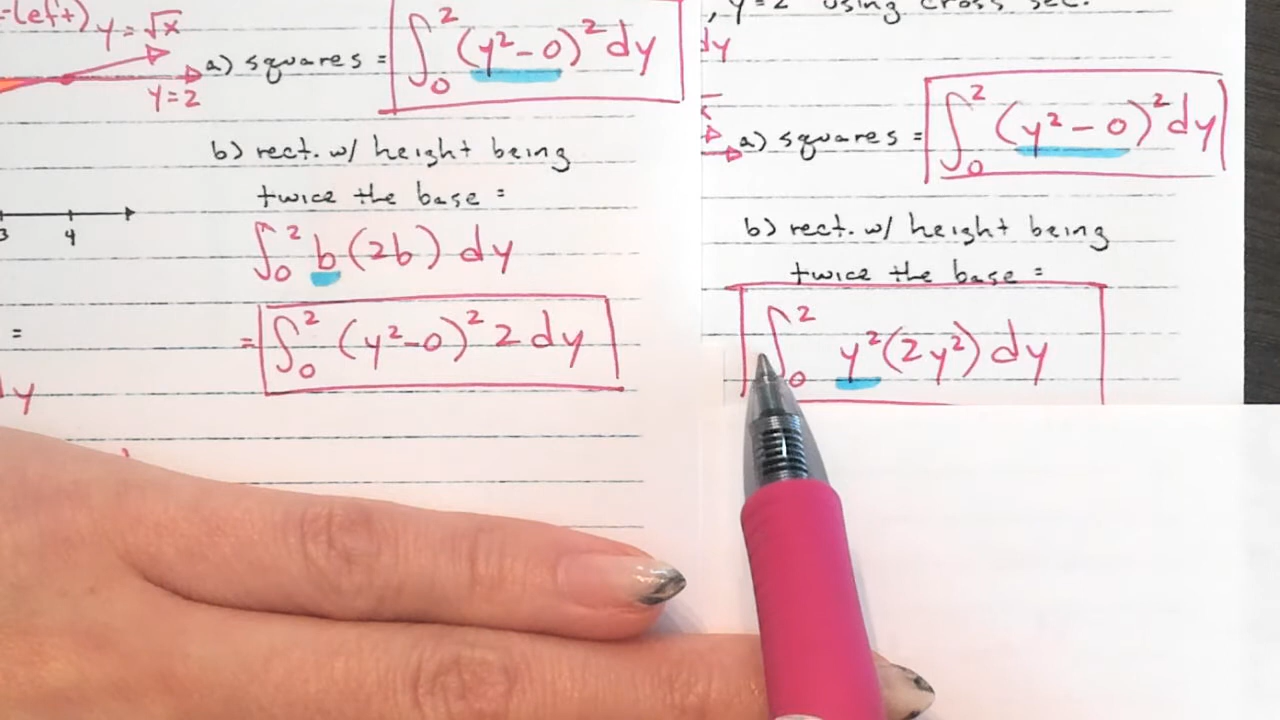 -left) y = √x
a) squares = ∫₀² (y² - 0)² dy
y = 2
b) rect. w/ height being
twice the base =
∫₀² b (2b) dy
3 4
=
= ∫₀² (y² - 0)² 2 dy
dy
, y = 2 using cross sec.
dy
a) squares = ∫₀² (y² - 0)² dy
b) rect. w/ height being
twice the base =
∫₀² y² (2y²) dy